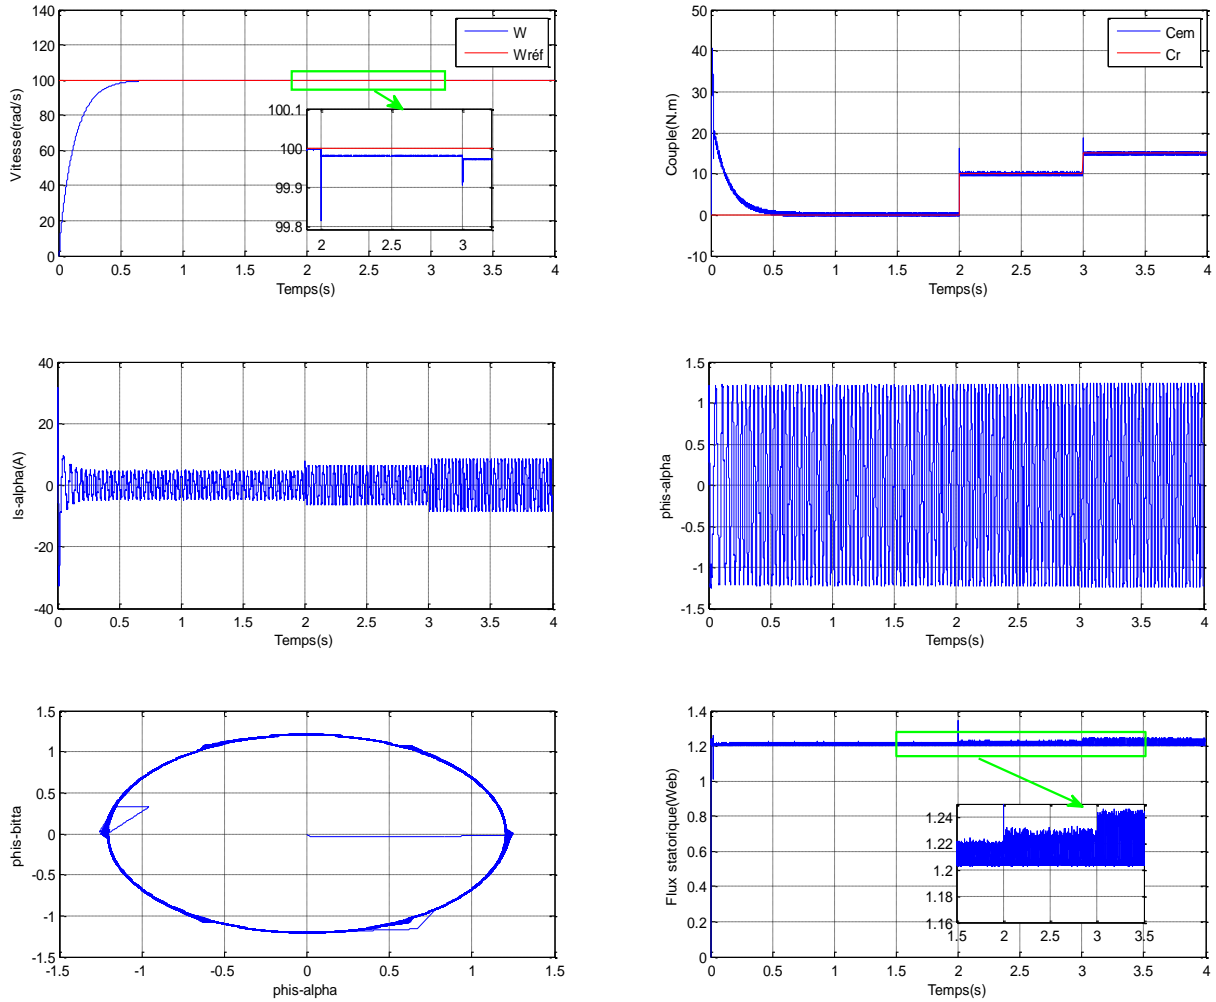 140
120
100
80
60
40
20
0
Vitesse(rad/s)
W
Wréf
100.1
100
99.9
99.8
2 2.5 3
0 0.5 1 1.5 2 2.5 3 3.5 4
Temps(s)
50
40
30
20
10
0
-10
Couple(N.m)
Cem
Cr
0 0.5 1 1.5 2 2.5 3 3.5 4
Temps(s)
40
20
0
-20
-40
Is-alpha(A)
0 0.5 1 1.5 2 2.5 3 3.5 4
Temps(s)
1.5
1
0.5
0
-0.5
-1
-1.5
phis-alpha
0 0.5 1 1.5 2 2.5 3 3.5 4
Temps(s)
1.5
1
0.5
0
-0.5
-1
-1.5
phis-bitta
-1.5 -1 -0.5 0 0.5 1 1.5
phis-alpha
1.4
1.2
1
0.8
0.6
0.4
0.2
0
Flux statorique(Web)
1.24
1.22
1.2
1.18
1.16
1.5 2 2.5 3 3.5
0 0.5 1 1.5 2 2.5 3 3.5 4
Temps(s)